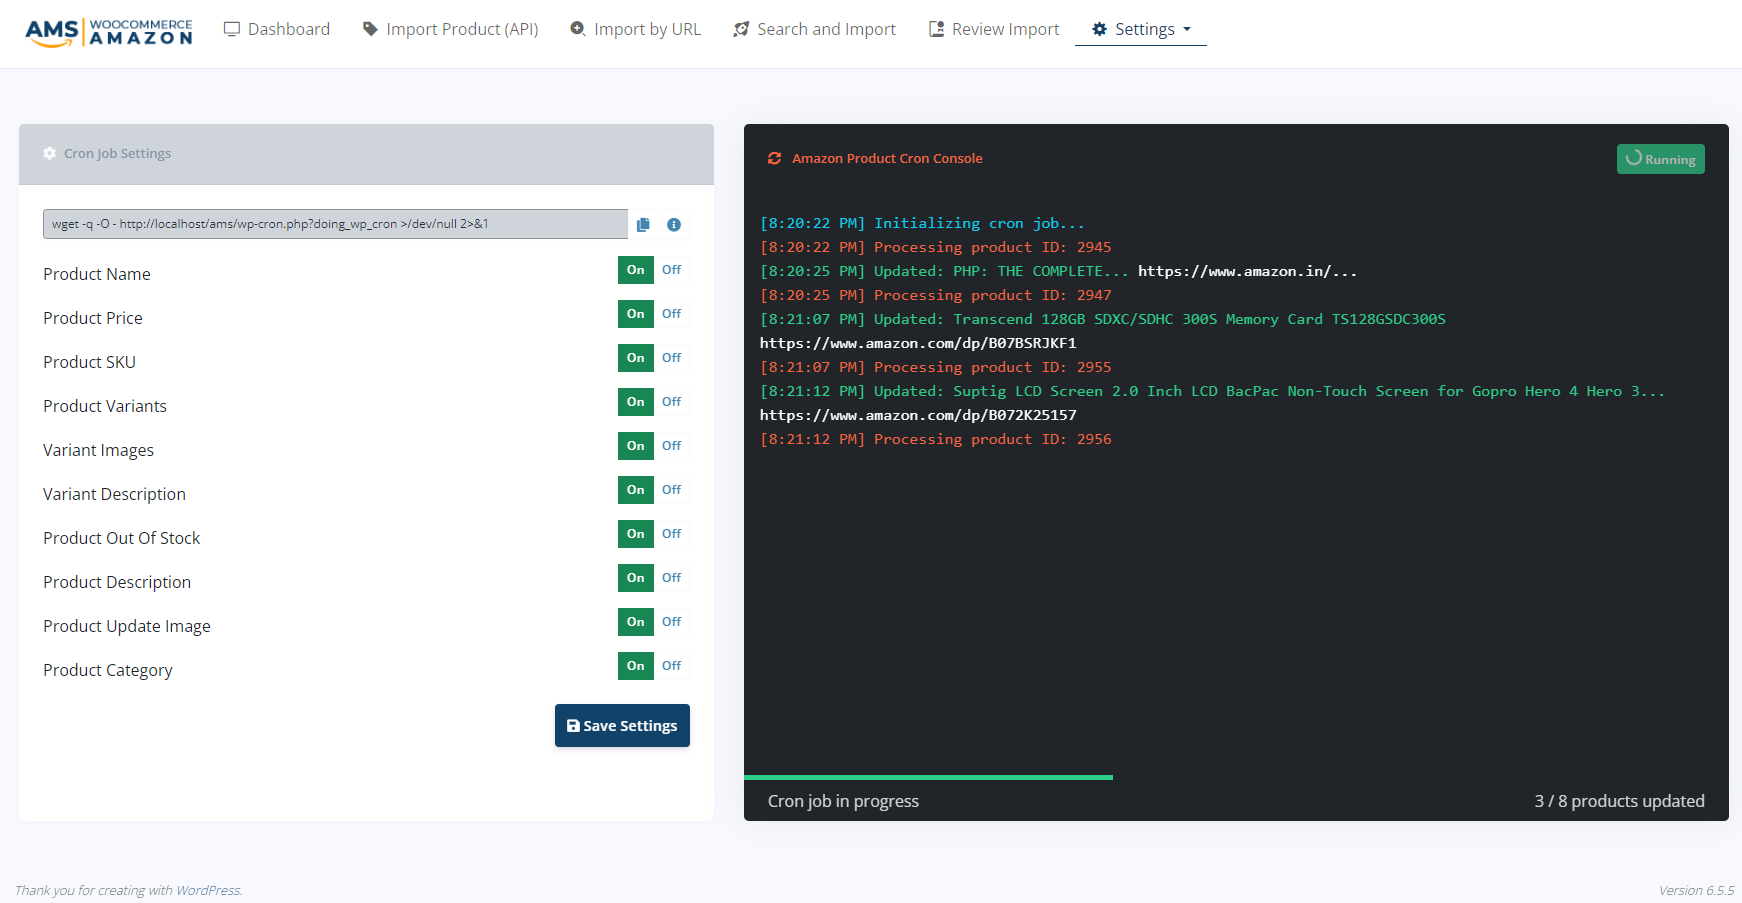 AMS WOOCOMMERCE AMAZON
Dashboard
Import Product (API)
Import by URL
Search and Import
Review Import
Settings
Cron Job Settings
wget -q -O - http://localhost/ams/wp-cron.php?doing_wp_cron >/dev/null 2>&1
Product Name On Off
Product Price On Off
Product SKU On Off
Product Variants On Off
Variant Images On Off
Variant Description On Off
Product Out Of Stock On Off
Product Description On Off
Product Update Image On Off
Product Category On Off
Save Settings
Amazon Product Cron Console
Running
[8:20:22 PM] Initializing cron job...
[8:20:22 PM] Processing product ID: 2945
[8:20:25 PM] Updated: PHP: THE COMPLETE... https://www.amazon.in/...
[8:20:25 PM] Processing product ID: 2947
[8:21:07 PM] Updated: Transcend 128GB SDXC/SDHC 300S Memory Card TS128GSDC300S
https://www.amazon.com/dp/B07BSRJKF1
[8:21:07 PM] Processing product ID: 2955
[8:21:12 PM] Updated: Suptig LCD Screen 2.0 Inch LCD BacPac Non-Touch Screen for Gopro Hero 4 Hero 3...
https://www.amazon.com/dp/B072K25157
[8:21:12 PM] Processing product ID: 2956
Cron job in progress
3 / 8 products updated
Thank you for creating with WordPress.
Version 6.5.5